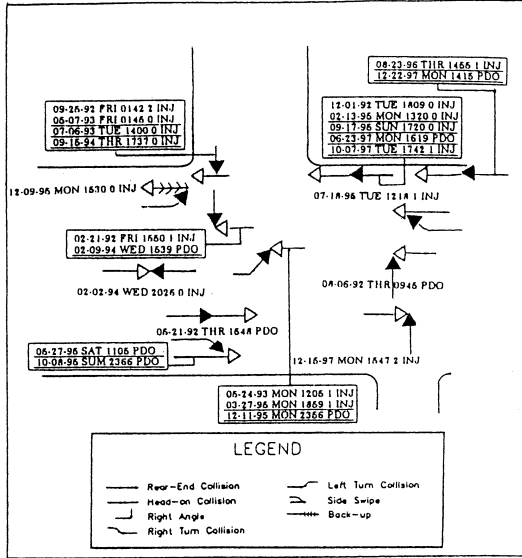 08-23-96 THR 1455 1 INJ
12-22-97 MON 1415 PDO
09-25-92 FRI 0142 2 INJ
05-07-93 FRI 0145 0 INJ
07-06-93 TUE 1400 0 INJ
09-15-94 THR 1737 0 INJ
12-01-92 TUE 1809 0 INJ
02-13-95 MON 1320 0 INJ
09-17-95 SUN 1720 0 INJ
06-23-97 MON 1619 PDO
10-07-97 TUE 1742 1 INJ
12-09-96 MON 1530 0 INJ
07-18-95 TUE 1218 1 INJ
02-21-92 FRI 1550 1 INJ
02-09-94 WED 1539 PDO
02-02-94 WED 2025 0 INJ
08-06-92 THR 0945 PDO
05-21-92 THR 1548 PDO
05-27-95 SAT 1105 PDO
10-08-95 SUM 2355 PDO
12-15-97 MON 1547 2 INJ
05-24-93 MON 1205 1 INJ
03-27-95 MON 1859 1 INJ
12-11-95 MON 2355 PDO
LEGEND
Rear-End Collision
Head-on Collision
Right Angle
Right Turn Collision
Left Turn Collision
Side Swipe
Back-up